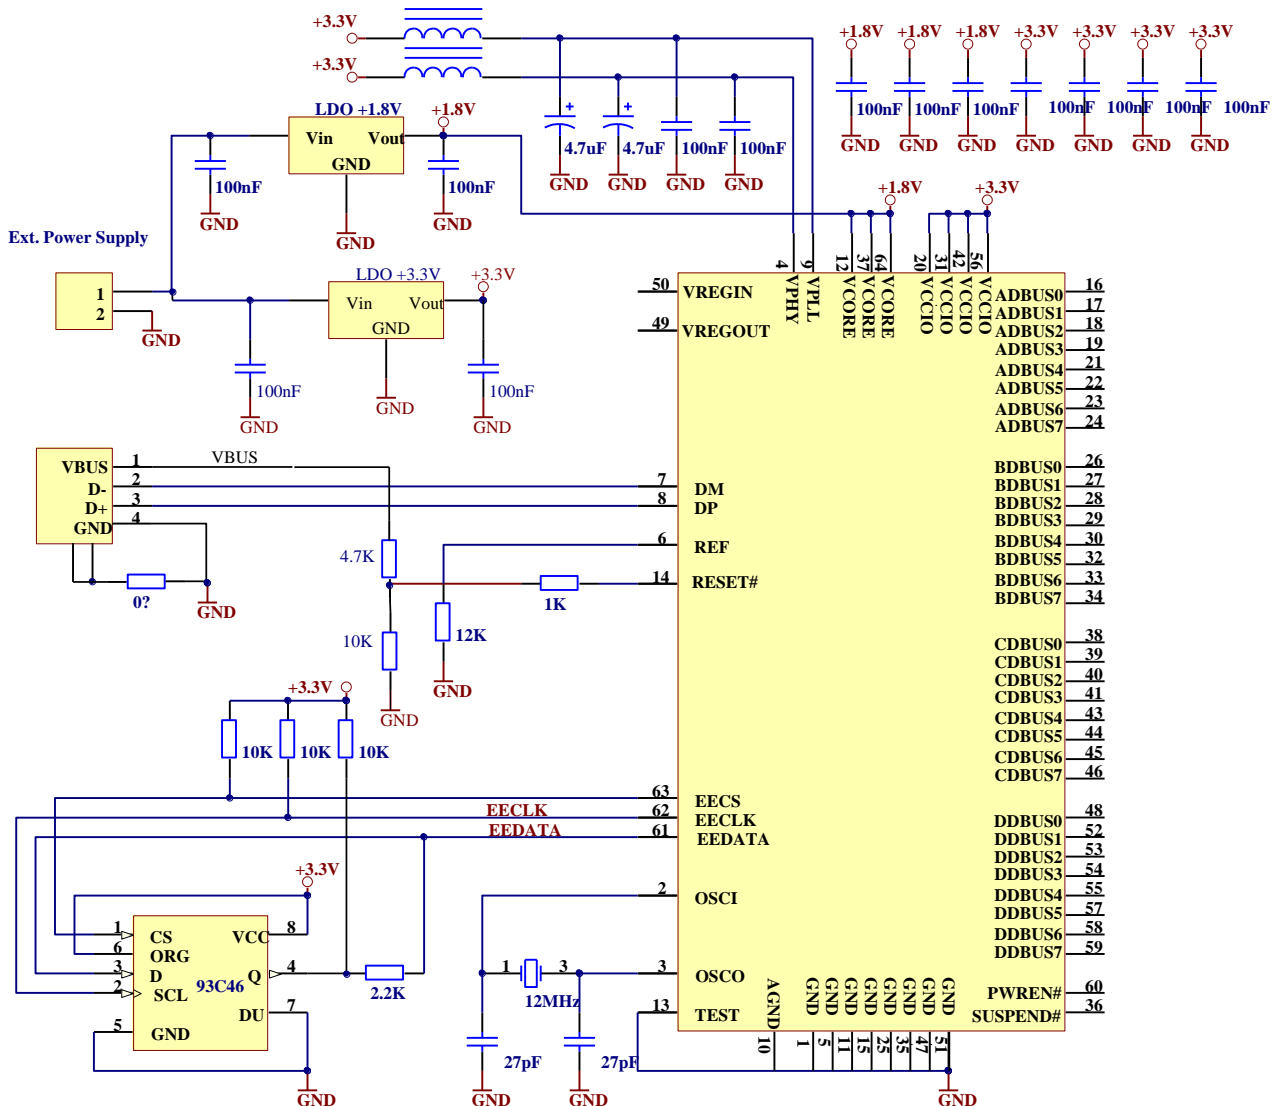 +3.3V
+3.3V
+1.8V +1.8V +1.8V +3.3V +3.3V +3.3V +3.3V
100nF 100nF 100nF 100nF 100nF 100nF 100nF
GND GND GND GND GND GND GND
LDO +1.8V
+1.8V
Vin Vout
GND
4.7uF 4.7uF 100nF 100nF
GND GND GND GND
100nF
100nF
GND
GND
GND
+1.8V
+3.3V
Ext. Power Supply
1
2
GND
LDO +3.3V
+3.3V
Vin Vout
GND
100nF
100nF
GND
GND
GND
4 9 12 37 64 20 31 42 56
VPHY VPLL VCORE VCORE VCORE VCCIO VCCIO VCCIO VCCIO
50 VREGIN
49 VREGOUT
ADBUS0 16
ADBUS1 17
ADBUS2 18
ADBUS3 19
ADBUS4 21
ADBUS5 22
ADBUS6 23
ADBUS7 24
VBUS 1
D- 2
D+ 3
GND 4
VBUS
0?
GND
7 DM
8 DP
6 REF
14 RESET#
4.7K
1K
10K
12K
GND
GND
BDBUS0 26
BDBUS1 27
BDBUS2 28
BDBUS3 29
BDBUS4 30
BDBUS5 32
BDBUS6 33
BDBUS7 34
CDBUS0 38
CDBUS1 39
CDBUS2 40
CDBUS3 41
CDBUS4 43
CDBUS5 44
CDBUS6 45
CDBUS7 46
+3.3V
10K 10K 10K
63 EECS
EECLK 62 EECLK
EEDATA 61 EEDATA
DDBUS0 48
DDBUS1 52
DDBUS2 53
DDBUS3 54
DDBUS4 55
DDBUS5 57
DDBUS6 58
DDBUS7 59
+3.3V
1 CS VCC 8
6 ORG
3 D Q 4
2 SCL 93C46
DU 7
5 GND
2.2K
GND
2 OSCI
1 3
12MHz
3 OSCO
13 TEST
27pF 27pF
GND GND
PWREN# 60
SUSPEND# 36
AGND GND GND GND GND GND GND GND GND
10 1 5 11 15 25 35 47 51
GND